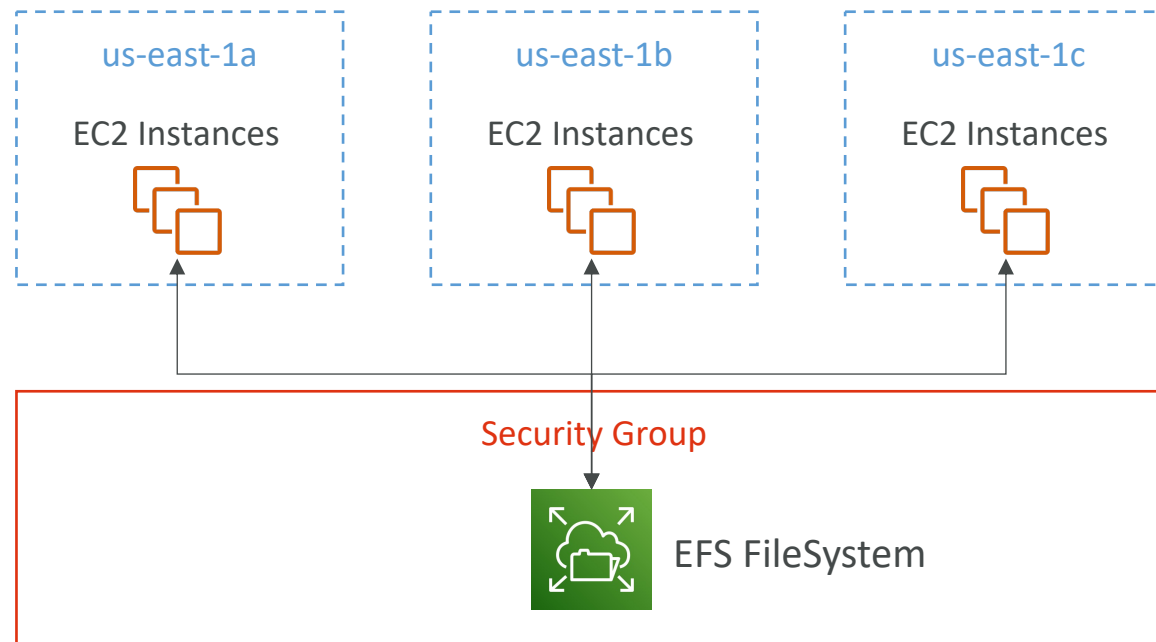 us-east-1a
us-east-1b
us-east-1c
EC2 Instances
EC2 Instances
EC2 Instances
Security Group
EFS FileSystem